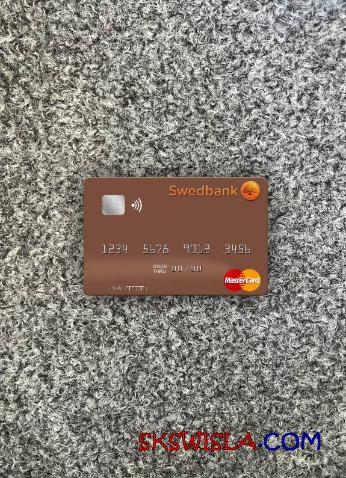 Swedbank
1234 5678 9012 3456
GOOD
THRU
MasterCard
SKSWISLA.COM